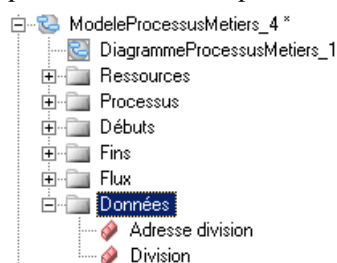 ModeleProcessusMetiers_4 *
DiagrammeProcessusMetiers_1
Ressources
Processus
Débuts
Fins
Flux
Données
Adresse division
Division